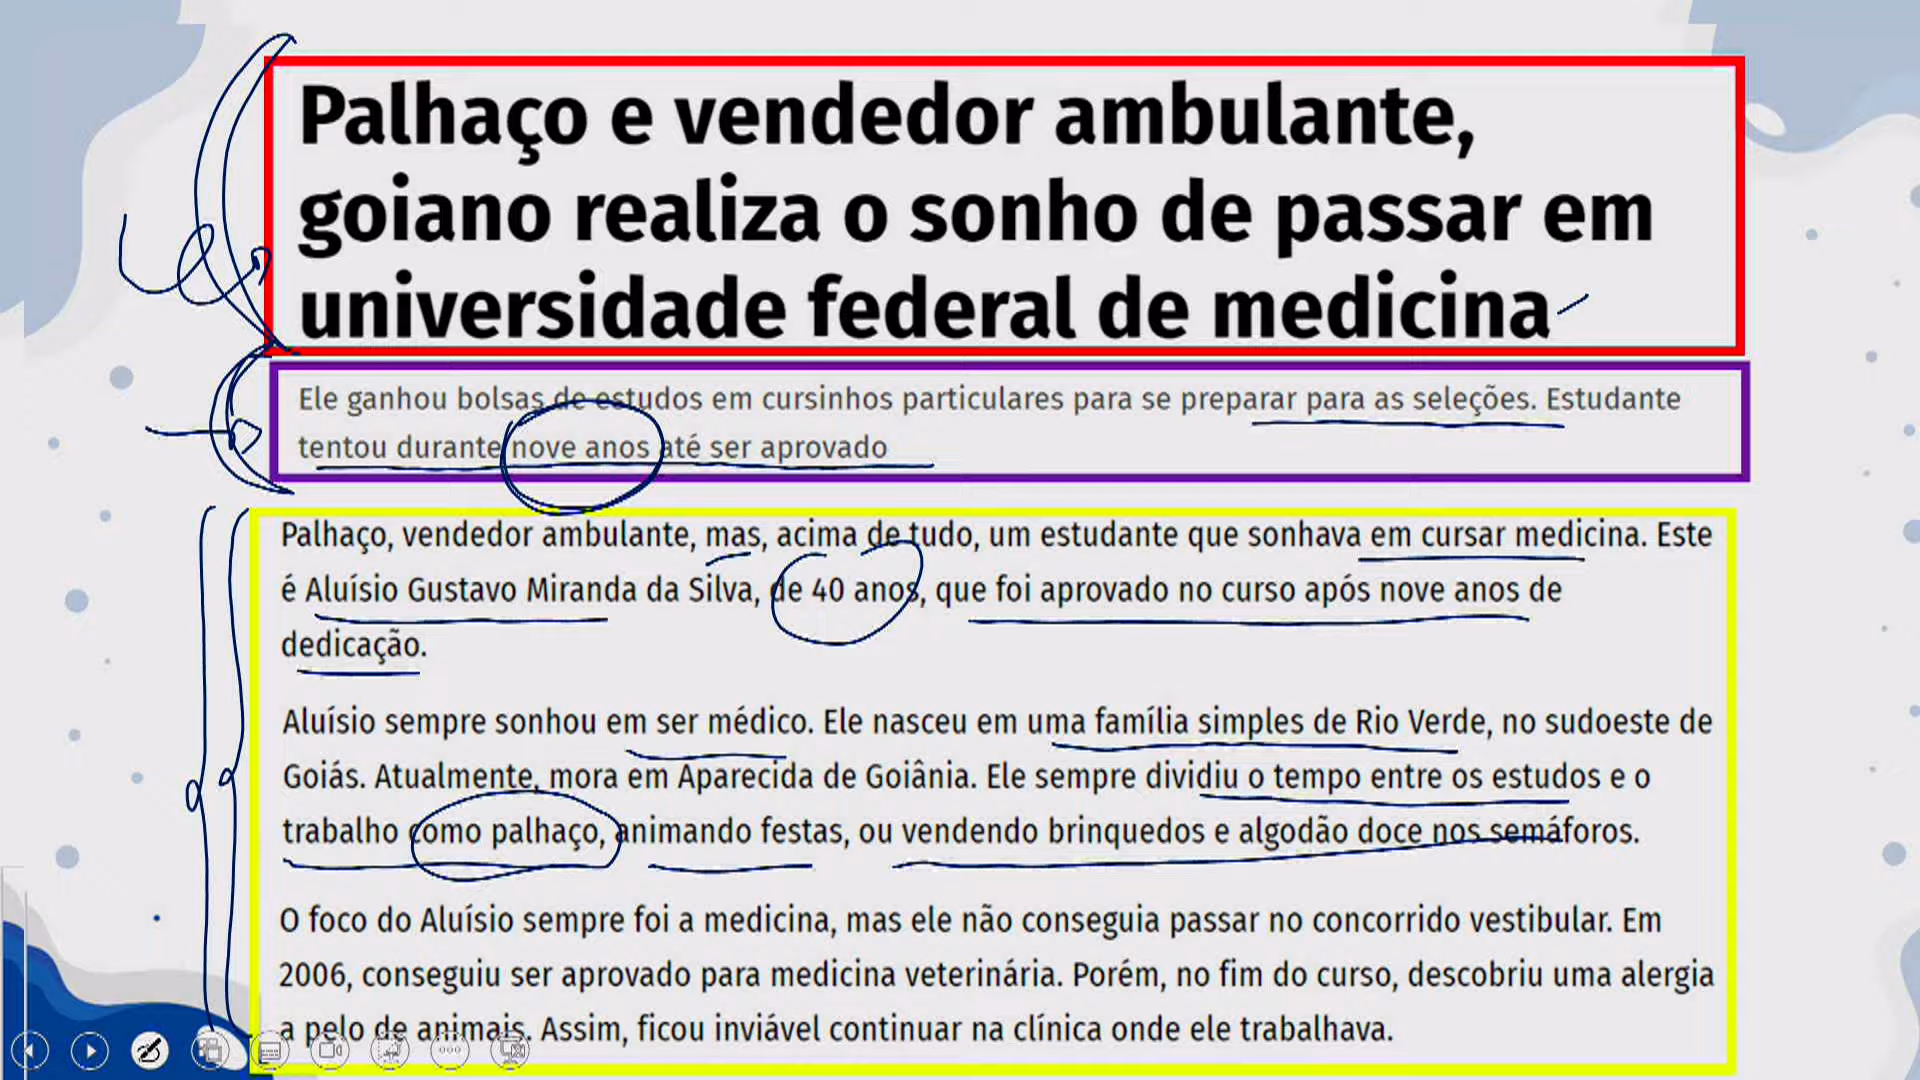 Palhaço e vendedor ambulante,
goiano realiza o sonho de passar em
universidade federal de medicina
Ele ganhou bolsas de estudos em cursinhos particulares para se preparar para as seleções. Estudante
tentou durante nove anos até ser aprovado
Palhaço, vendedor ambulante, mas, acima de tudo, um estudante que sonhava em cursar medicina. Este
é Aluísio Gustavo Miranda da Silva, de 40 anos, que foi aprovado no curso após nove anos de
dedicação.
Aluísio sempre sonhou em ser médico. Ele nasceu em uma família simples de Rio Verde, no sudoeste de
Goiás. Atualmente, mora em Aparecida de Goiânia. Ele sempre dividiu o tempo entre os estudos e o
trabalho como palhaço, animando festas, ou vendendo brinquedos e algodão doce nos semáforos.
O foco do Aluísio sempre foi a medicina, mas ele não conseguia passar no concorrido vestibular. Em
2006, conseguiu ser aprovado para medicina veterinária. Porém, no fim do curso, descobriu uma alergia
a pelo de animais. Assim, ficou inviável continuar na clínica onde ele trabalhava.